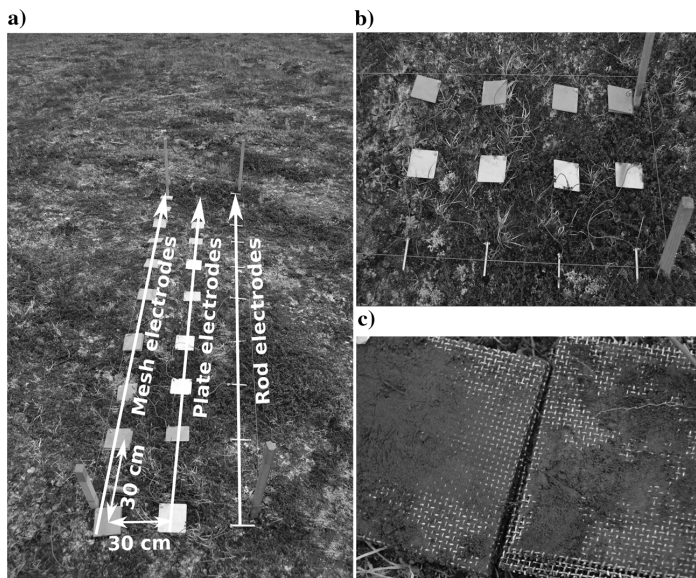 a)
Mesh electrodes
Plate electrodes
Rod electrodes
30 cm
30 cm
b)
c)